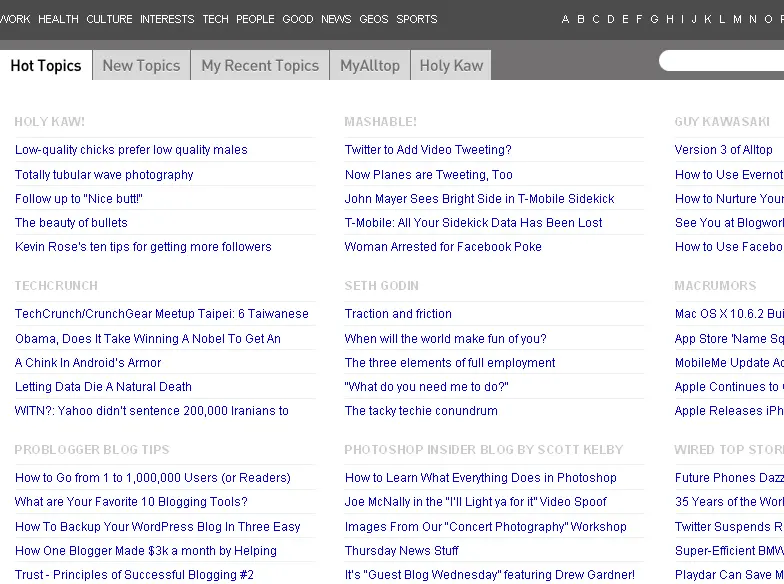 WORK HEALTH CULTURE INTERESTS TECH PEOPLE GOOD NEWS GEOS SPORTS A B C D E F G H I J K L M N O
Hot Topics New Topics My Recent Topics MyAlltop Holy Kaw
HOLY KAW!
Low-quality chicks prefer low quality males
Totally tubular wave photography
Follow up to "Nice butt!"
The beauty of bullets
Kevin Rose's ten tips for getting more followers
MASHABLE!
Twitter to Add Video Tweeting?
Now Planes are Tweeting, Too
John Mayer Sees Bright Side in T-Mobile Sidekick
T-Mobile: All Your Sidekick Data Has Been Lost
Woman Arrested for Facebook Poke
GUY KAWASAKI
Version 3 of Alltop
How to Use Evernot
How to Nurture Your
See You at Blogwor
How to Use Facebo
TECHCRUNCH
TechCrunch/CrunchGear Meetup Taipei: 6 Taiwanese
Obama, Does It Take Winning A Nobel To Get An
A Chink In Android's Armor
Letting Data Die A Natural Death
WITN?: Yahoo didn't sentence 200,000 Iranians to
SETH GODIN
Traction and friction
When will the world make fun of you?
The three elements of full employment
"What do you need me to do?"
The tacky techie conundrum
MACRUMORS
Mac OS X 10.6.2 Bui
App Store 'Name Sq
MobileMe Update Ad
Apple Continues to
Apple Releases iPh
PROBLOGGER BLOG TIPS
How to Go from 1 to 1,000,000 Users (or Readers)
What are Your Favorite 10 Blogging Tools?
How To Backup Your WordPress Blog In Three Easy
How One Blogger Made $3k a month by Helping
Trust - Principles of Successful Blogging #2
PHOTOSHOP INSIDER BLOG BY SCOTT KELBY
How to Learn What Everything Does in Photoshop
Joe McNally in the "I'll Light ya for it" Video Spoof
Images From Our "Concert Photography" Workshop
Thursday News Stuff
It's "Guest Blog Wednesday" featuring Drew Gardner!
WIRED TOP STOR
Future Phones Dazz
35 Years of the Worl
Twitter Suspends R
Super-Efficient BMW
Playdar Can Save M